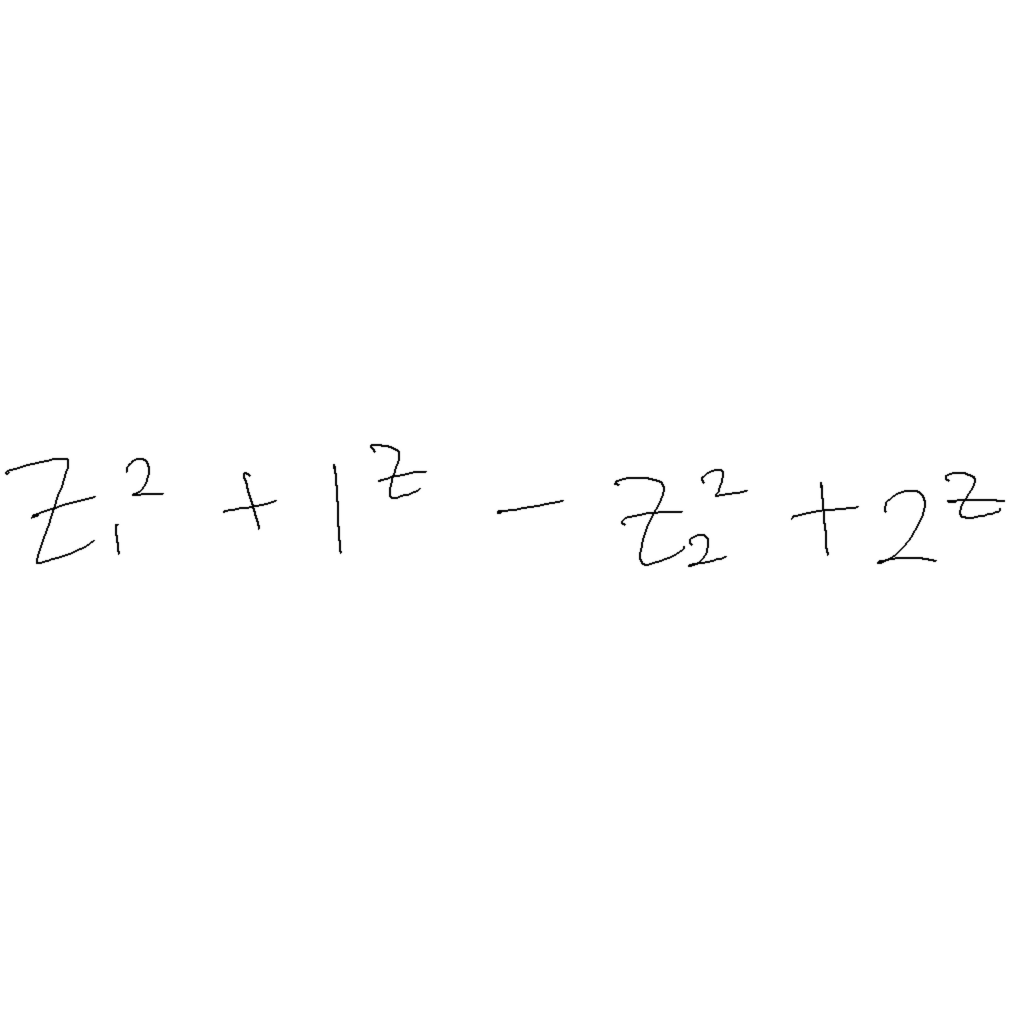 z₁² + 1ᶻ − z₂² + 2ᶻ